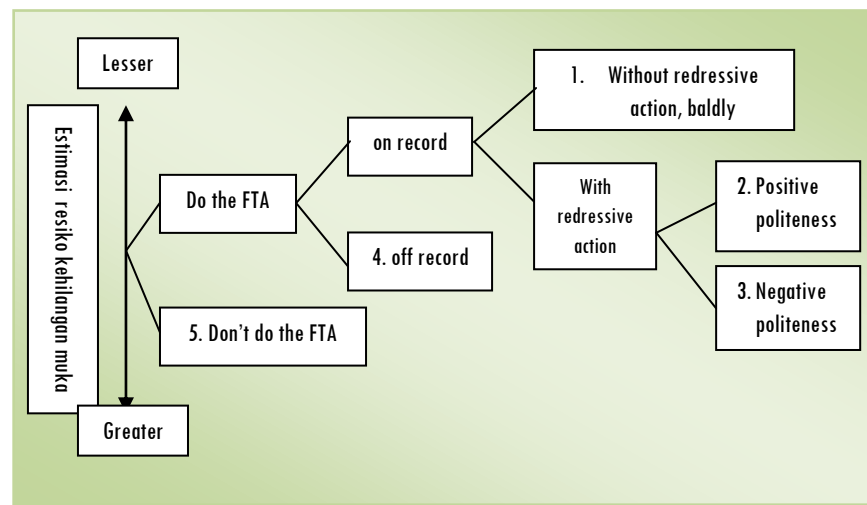 Lesser
Estimasi resiko kehilangan muka
Greater
Do the FTA
5. Don't do the FTA
on record
4. off record
1. Without redressive
action, baldly
With
redressive
action
2. Positive
politeness
3. Negative
politeness